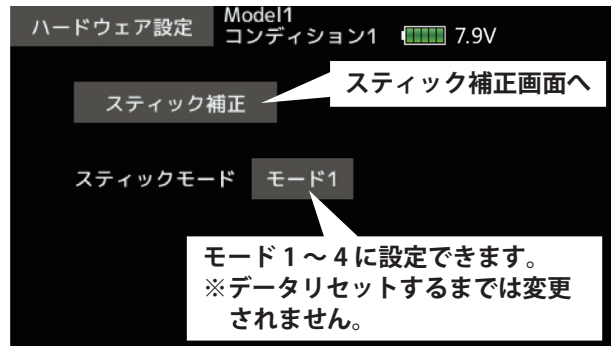 ハードウェア設定
Model1
コンディション1 7.9V
スティック補正
スティック補正画面へ
スティックモード モード1
モード 1 ～ 4 に設定できます。
※データリセットするまでは変更
されません。